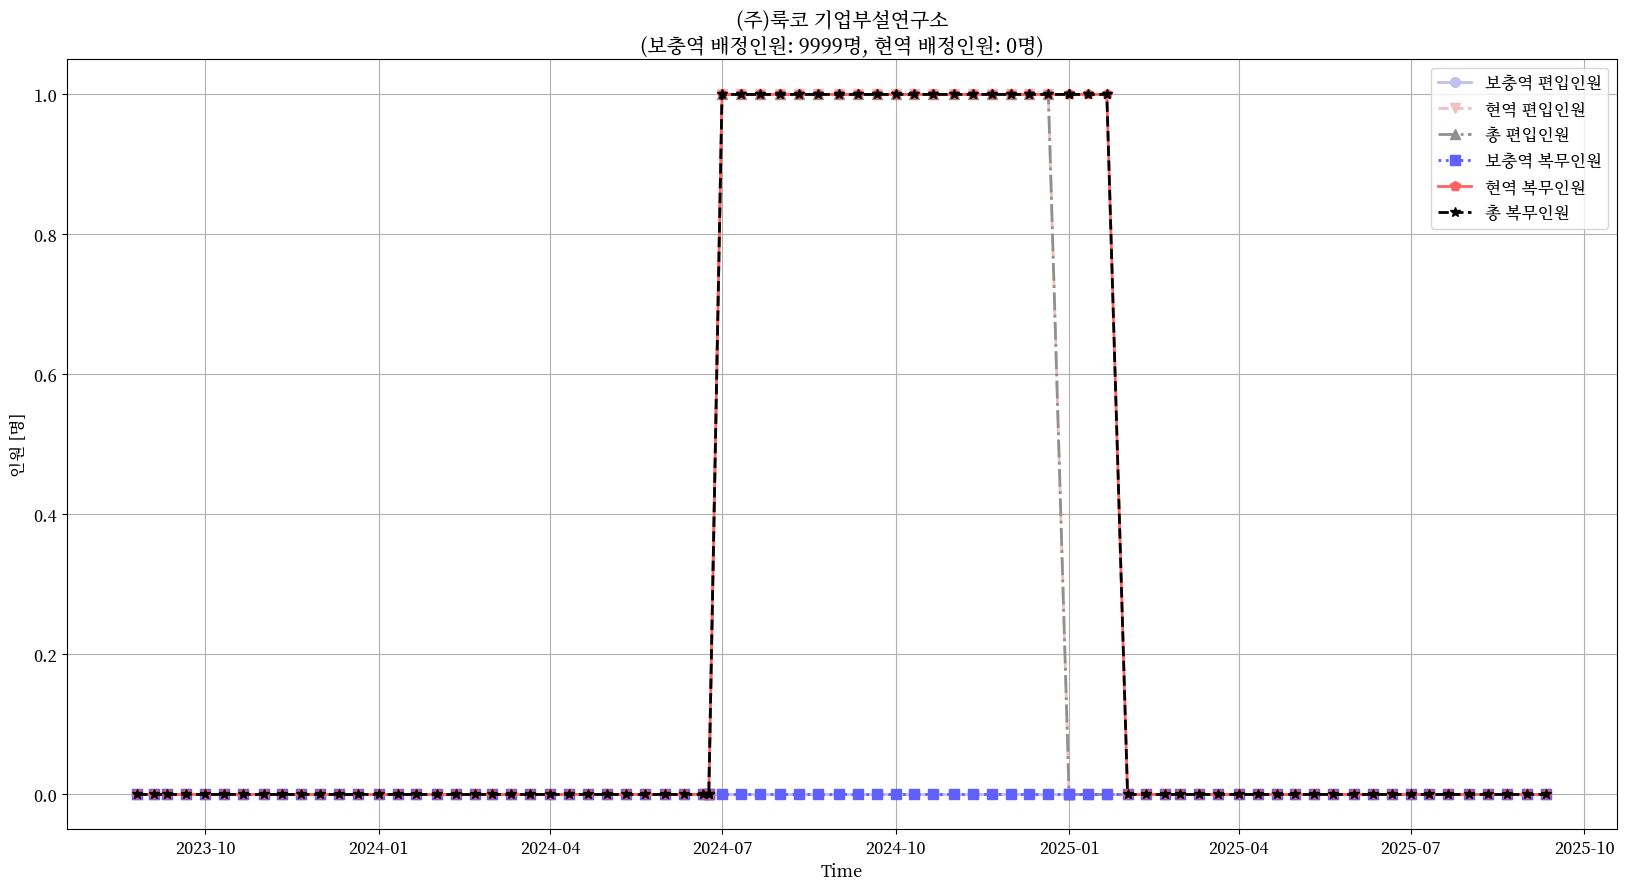 (주)룩코 기업부설연구소
(보충역 배정인원: 9999명, 현역 배정인원: 0명)
보충역 편입인원
현역 편입인원
총 편입인원
보충역 복무인원
현역 복무인원
총 복무인원
인원 [명]
1.0
0.8
0.6
0.4
0.2
0.0
2023-10
2024-01
2024-04
2024-07
2024-10
2025-01
2025-04
2025-07
2025-10
Time